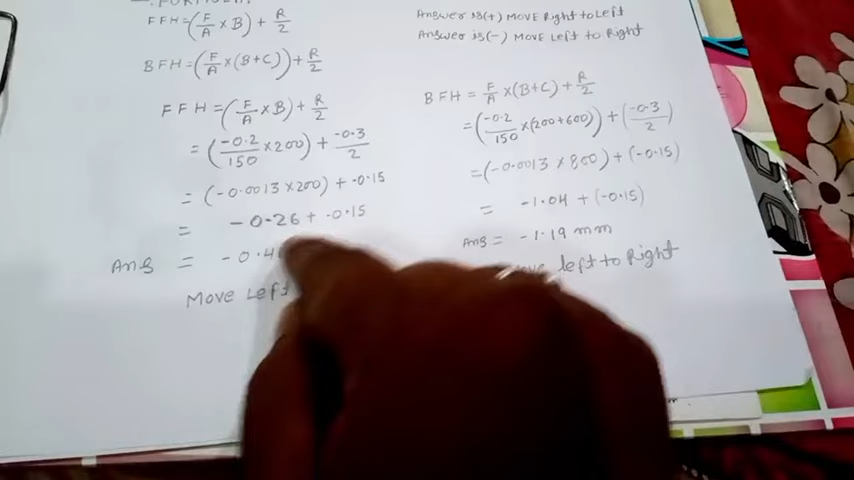 FFH = (F/A × B) + R/2
BFH = (F/A × (B+C)) + R/2
FFH = (F/A × B) + R/2
= (-0.2/150 × 200) + -0.3/2
= (-0.0013 × 200) + -0.15
= -0.26 + -0.15
Ans = -0.4
Move Left
Answer is (+) MOVE Right to Left
Answer is (-) MOVE Left to Right
BFH = F/A × (B+C) + R/2
= (-0.2/150 × (200+600)) + (-0.3/2)
= (-0.0013 × 800) + (-0.15)
= -1.04 + (-0.15)
Ans = -1.19 mm
left to Right